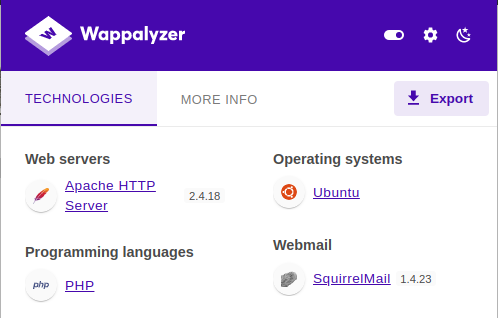 Wappalyzer
TECHNOLOGIES
MORE INFO
Export
Web servers
Apache HTTP
Server
2.4.18
Programming languages
php
PHP
Operating systems
Ubuntu
Webmail
SquirrelMail
1.4.23